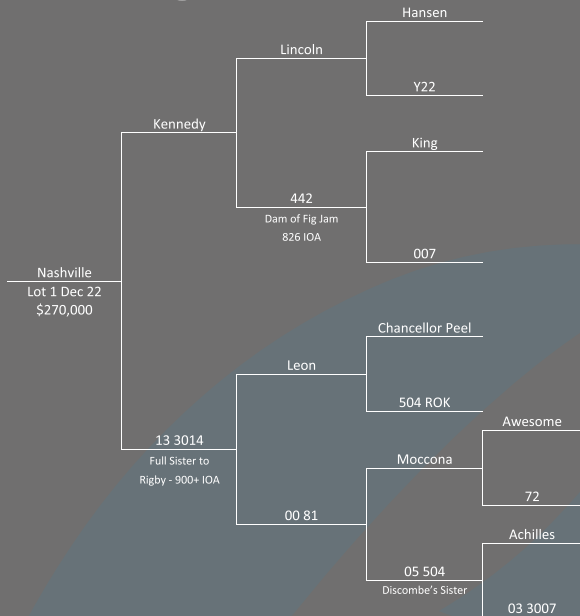 Hansen
Lincoln
Y22
Kennedy
King
442
Dam of Fig Jam
826 IOA
007
Nashville
Lot 1 Dec 22
$270,000
Chancellor Peel
Leon
504 ROK
Awesome
13 3014
Full Sister to
Rigby - 900+ IOA
Moccona
72
00 81
Achilles
05 504
Discombe's Sister
03 3007